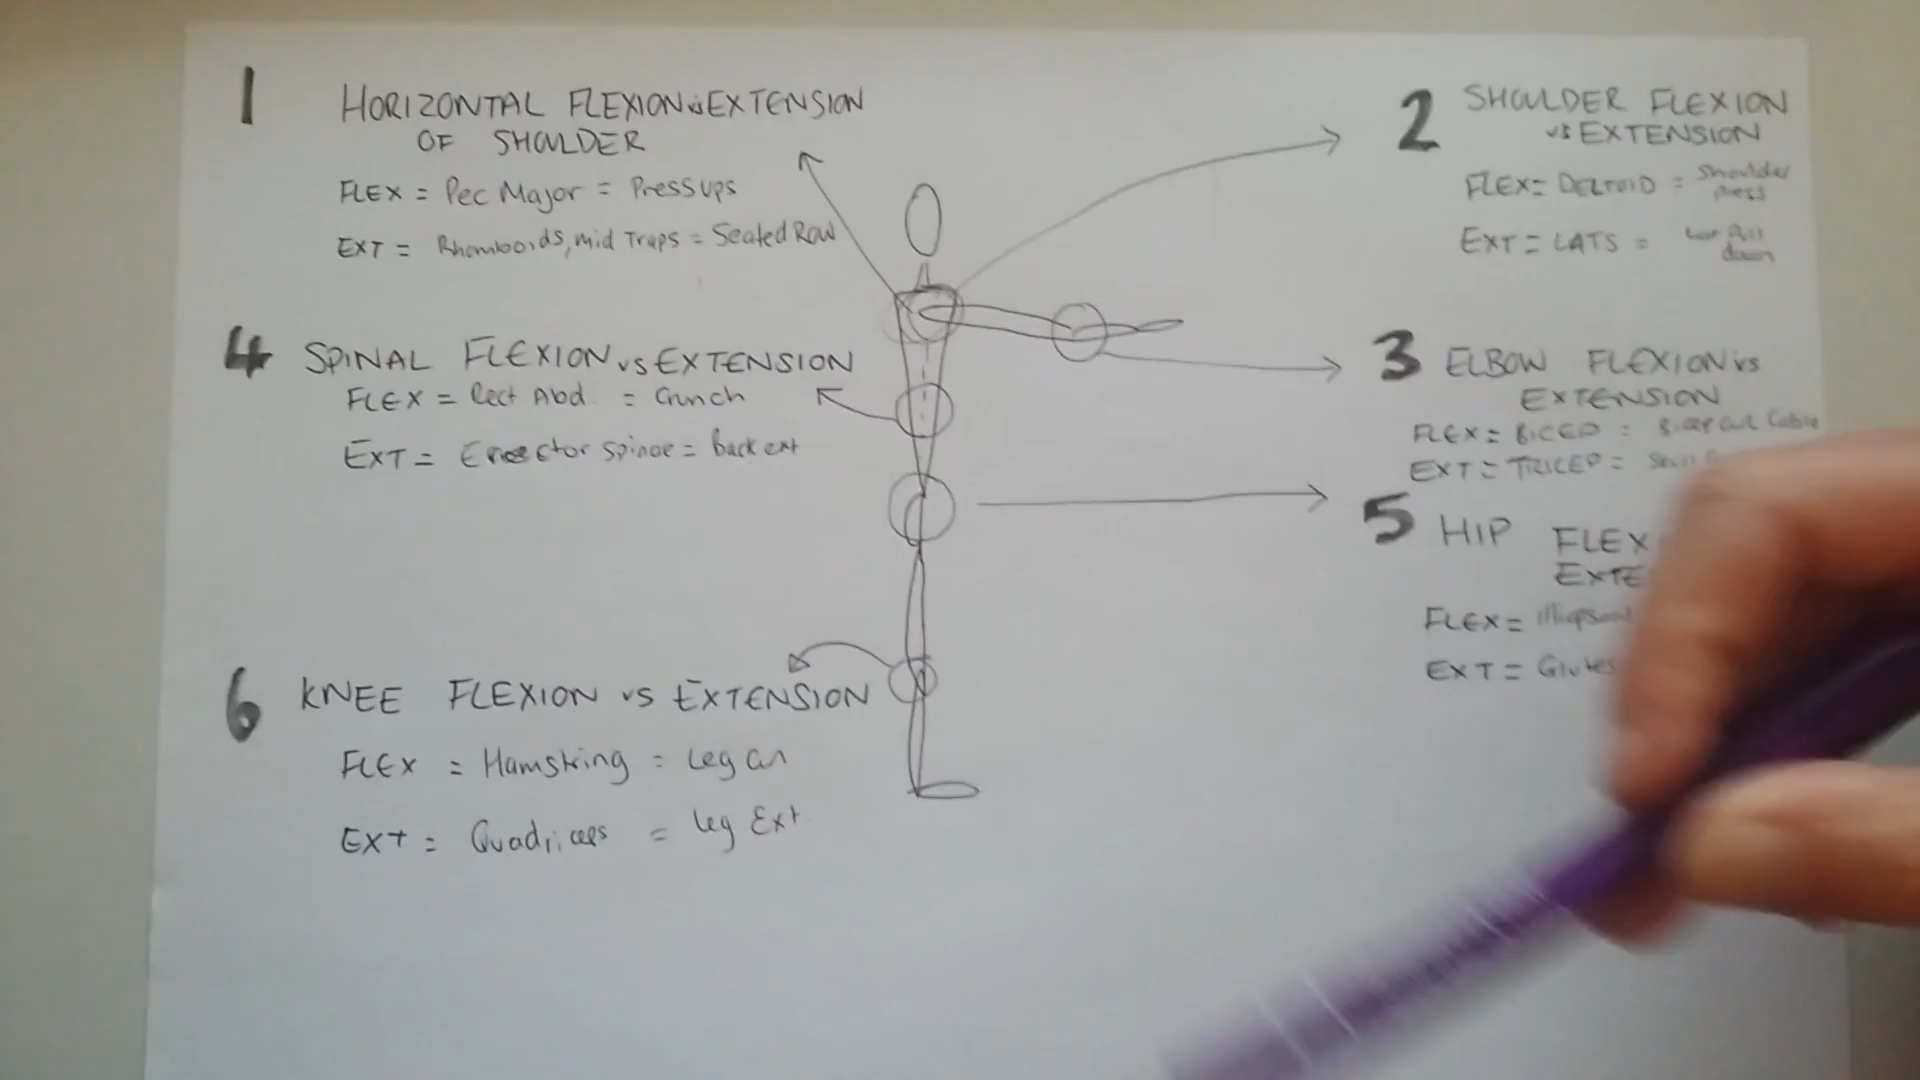 1
HORIZONTAL FLEXION vs EXTENSION
OF SHOULDER
FLEX = Pec Major = Press ups
EXT = Rhomboids, mid Traps = Seated Row
2
SHOULDER FLEXION
vs EXTENSION
FLEX = DELTOID = Shoulder
press
EXT = LATS = Lat Pull
down
3
ELBOW FLEXION vs
EXTENSION
FLEX = BICEP = Bicep Curl Cable
EXT = TRICEP =
4
SPINAL FLEXION vs EXTENSION
FLEX = Rect Abd. = Crunch
EXT = Erector Spinae = Back ext
5
HIP FLEX
EXTE
FLEX =
EXT = Glutes
6
KNEE FLEXION vs EXTENSION
FLEX = Hamstring = Leg
EXT = Quadriceps = Leg Ext